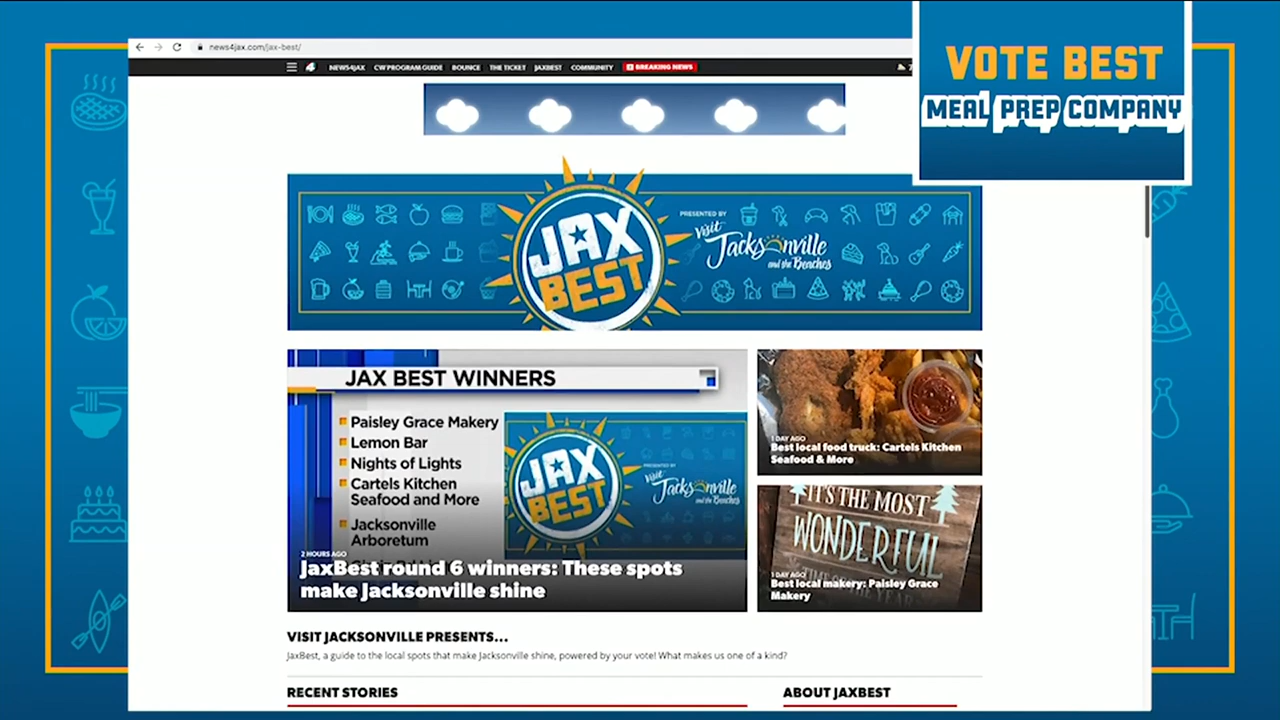 news4jax.com/jax-best/
NEWS4JAX CW PROGRAM GUIDE BOUNCE THE TICKET JAXBEST COMMUNITY BREAKING NEWS
VOTE BEST
MEAL PREP COMPANY
JAX
BEST
PRESENTED BY
Visit
Jacksonville
and the Beaches
JAX BEST WINNERS
Paisley Grace Makery
Lemon Bar
Nights of Lights
Cartels Kitchen
Seafood and More
Jacksonville
Arboretum
JAX
BEST
PRESENTED BY
Visit
Jacksonville
and the Beaches
2 HOURS AGO
JaxBest round 6 winners: These spots
make Jacksonville shine
1 DAY AGO
Best local food truck: Cartels Kitchen
Seafood & More
IT'S THE MOST
WONDERFUL
TIME OF THE YEAR
1 DAY AGO
Best local makery: Paisley Grace
Makery
VISIT JACKSONVILLE PRESENTS...
JaxBest, a guide to the local spots that make Jacksonville shine, powered by your vote! What makes us one of a kind?
RECENT STORIES
ABOUT JAXBEST